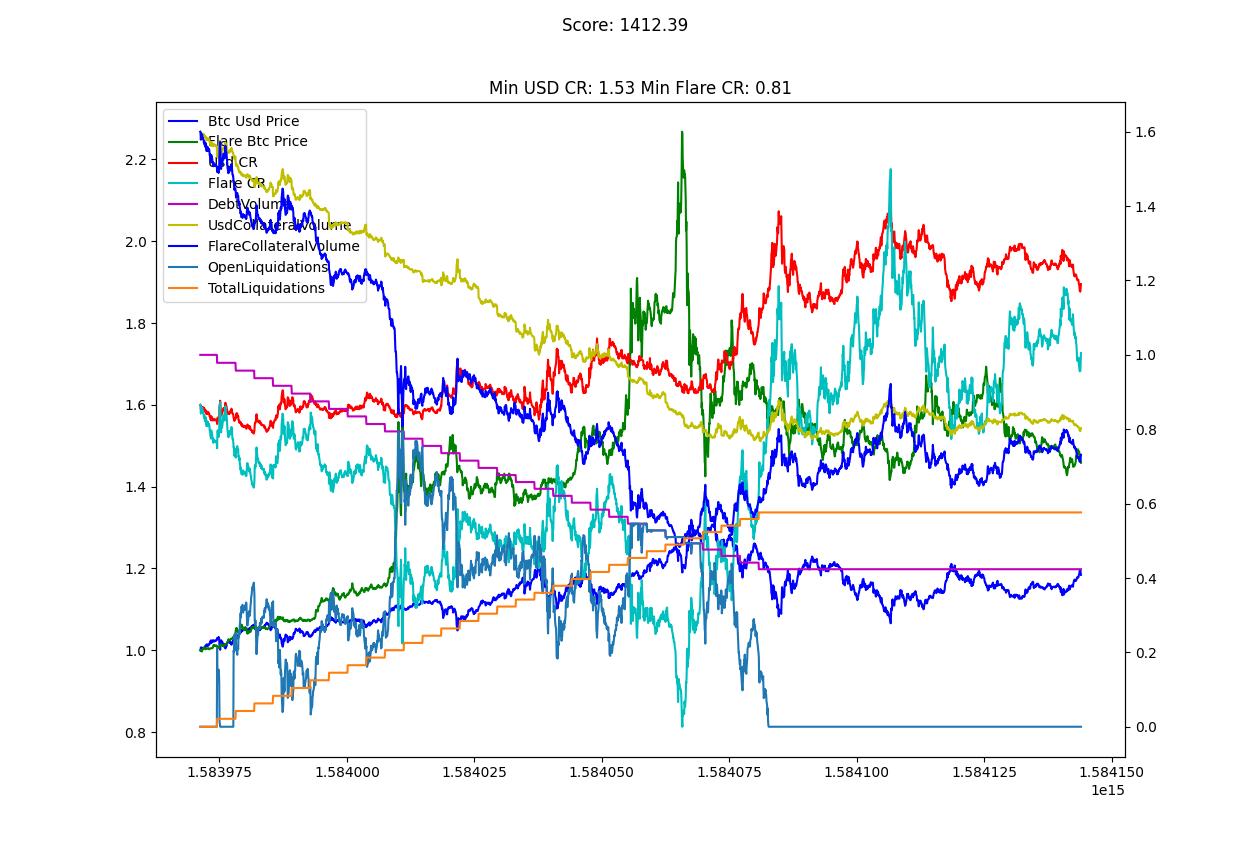 Score: 1412.39
Min USD CR: 1.53 Min Flare CR: 0.81
Btc Usd Price
Flare Btc Price
Usd CR
Flare CR
DebtVolume
UsdCollateralVolume
FlareCollateralVolume
OpenLiquidations
TotalLiquidations
2.2
2.0
1.8
1.6
1.4
1.2
1.0
0.8
1.6
1.4
1.2
1.0
0.8
0.6
0.4
0.2
0.0
1.583975 1.584000 1.584025 1.584050 1.584075 1.584100 1.584125 1.584150
1e15